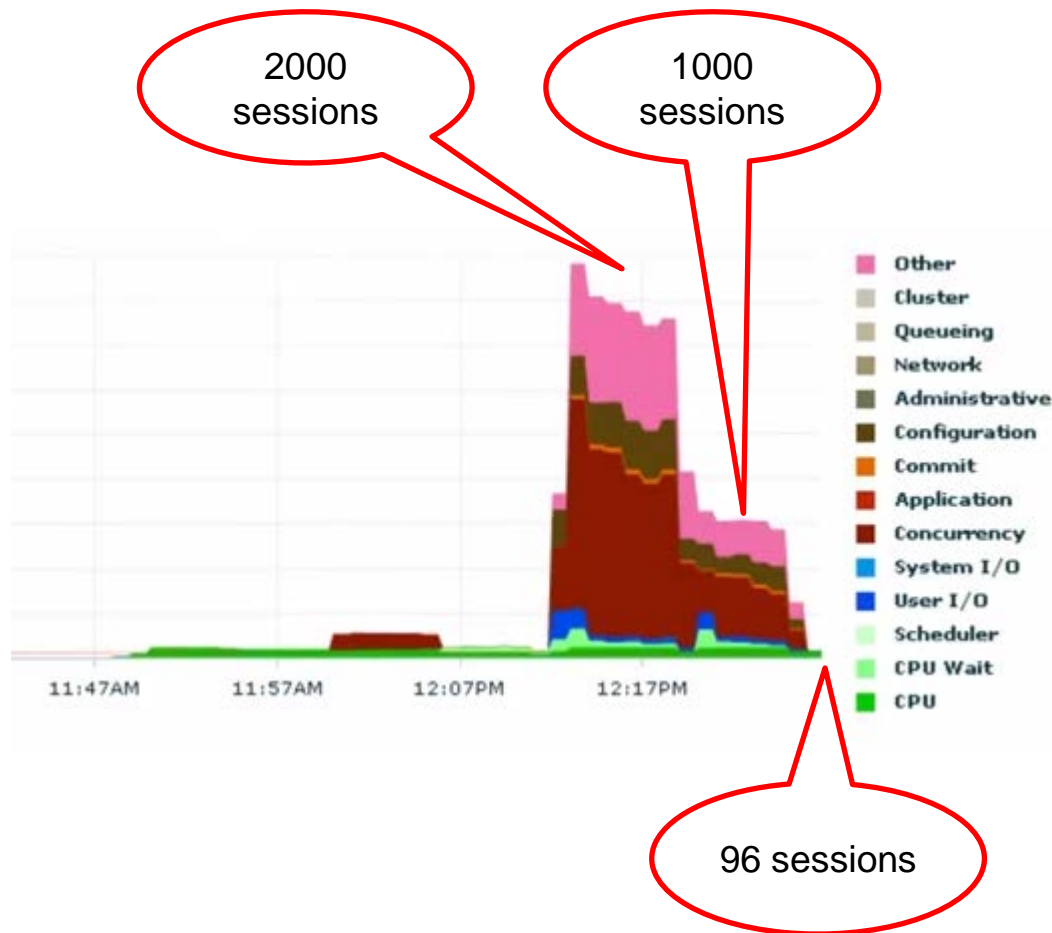 2000
sessions
1000
sessions
Other
Cluster
Queueing
Network
Administrative
Configuration
Commit
Application
Concurrency
System I/O
User I/O
Scheduler
CPU Wait
CPU
11:47AM
11:57AM
12:07PM
12:17PM
96 sessions